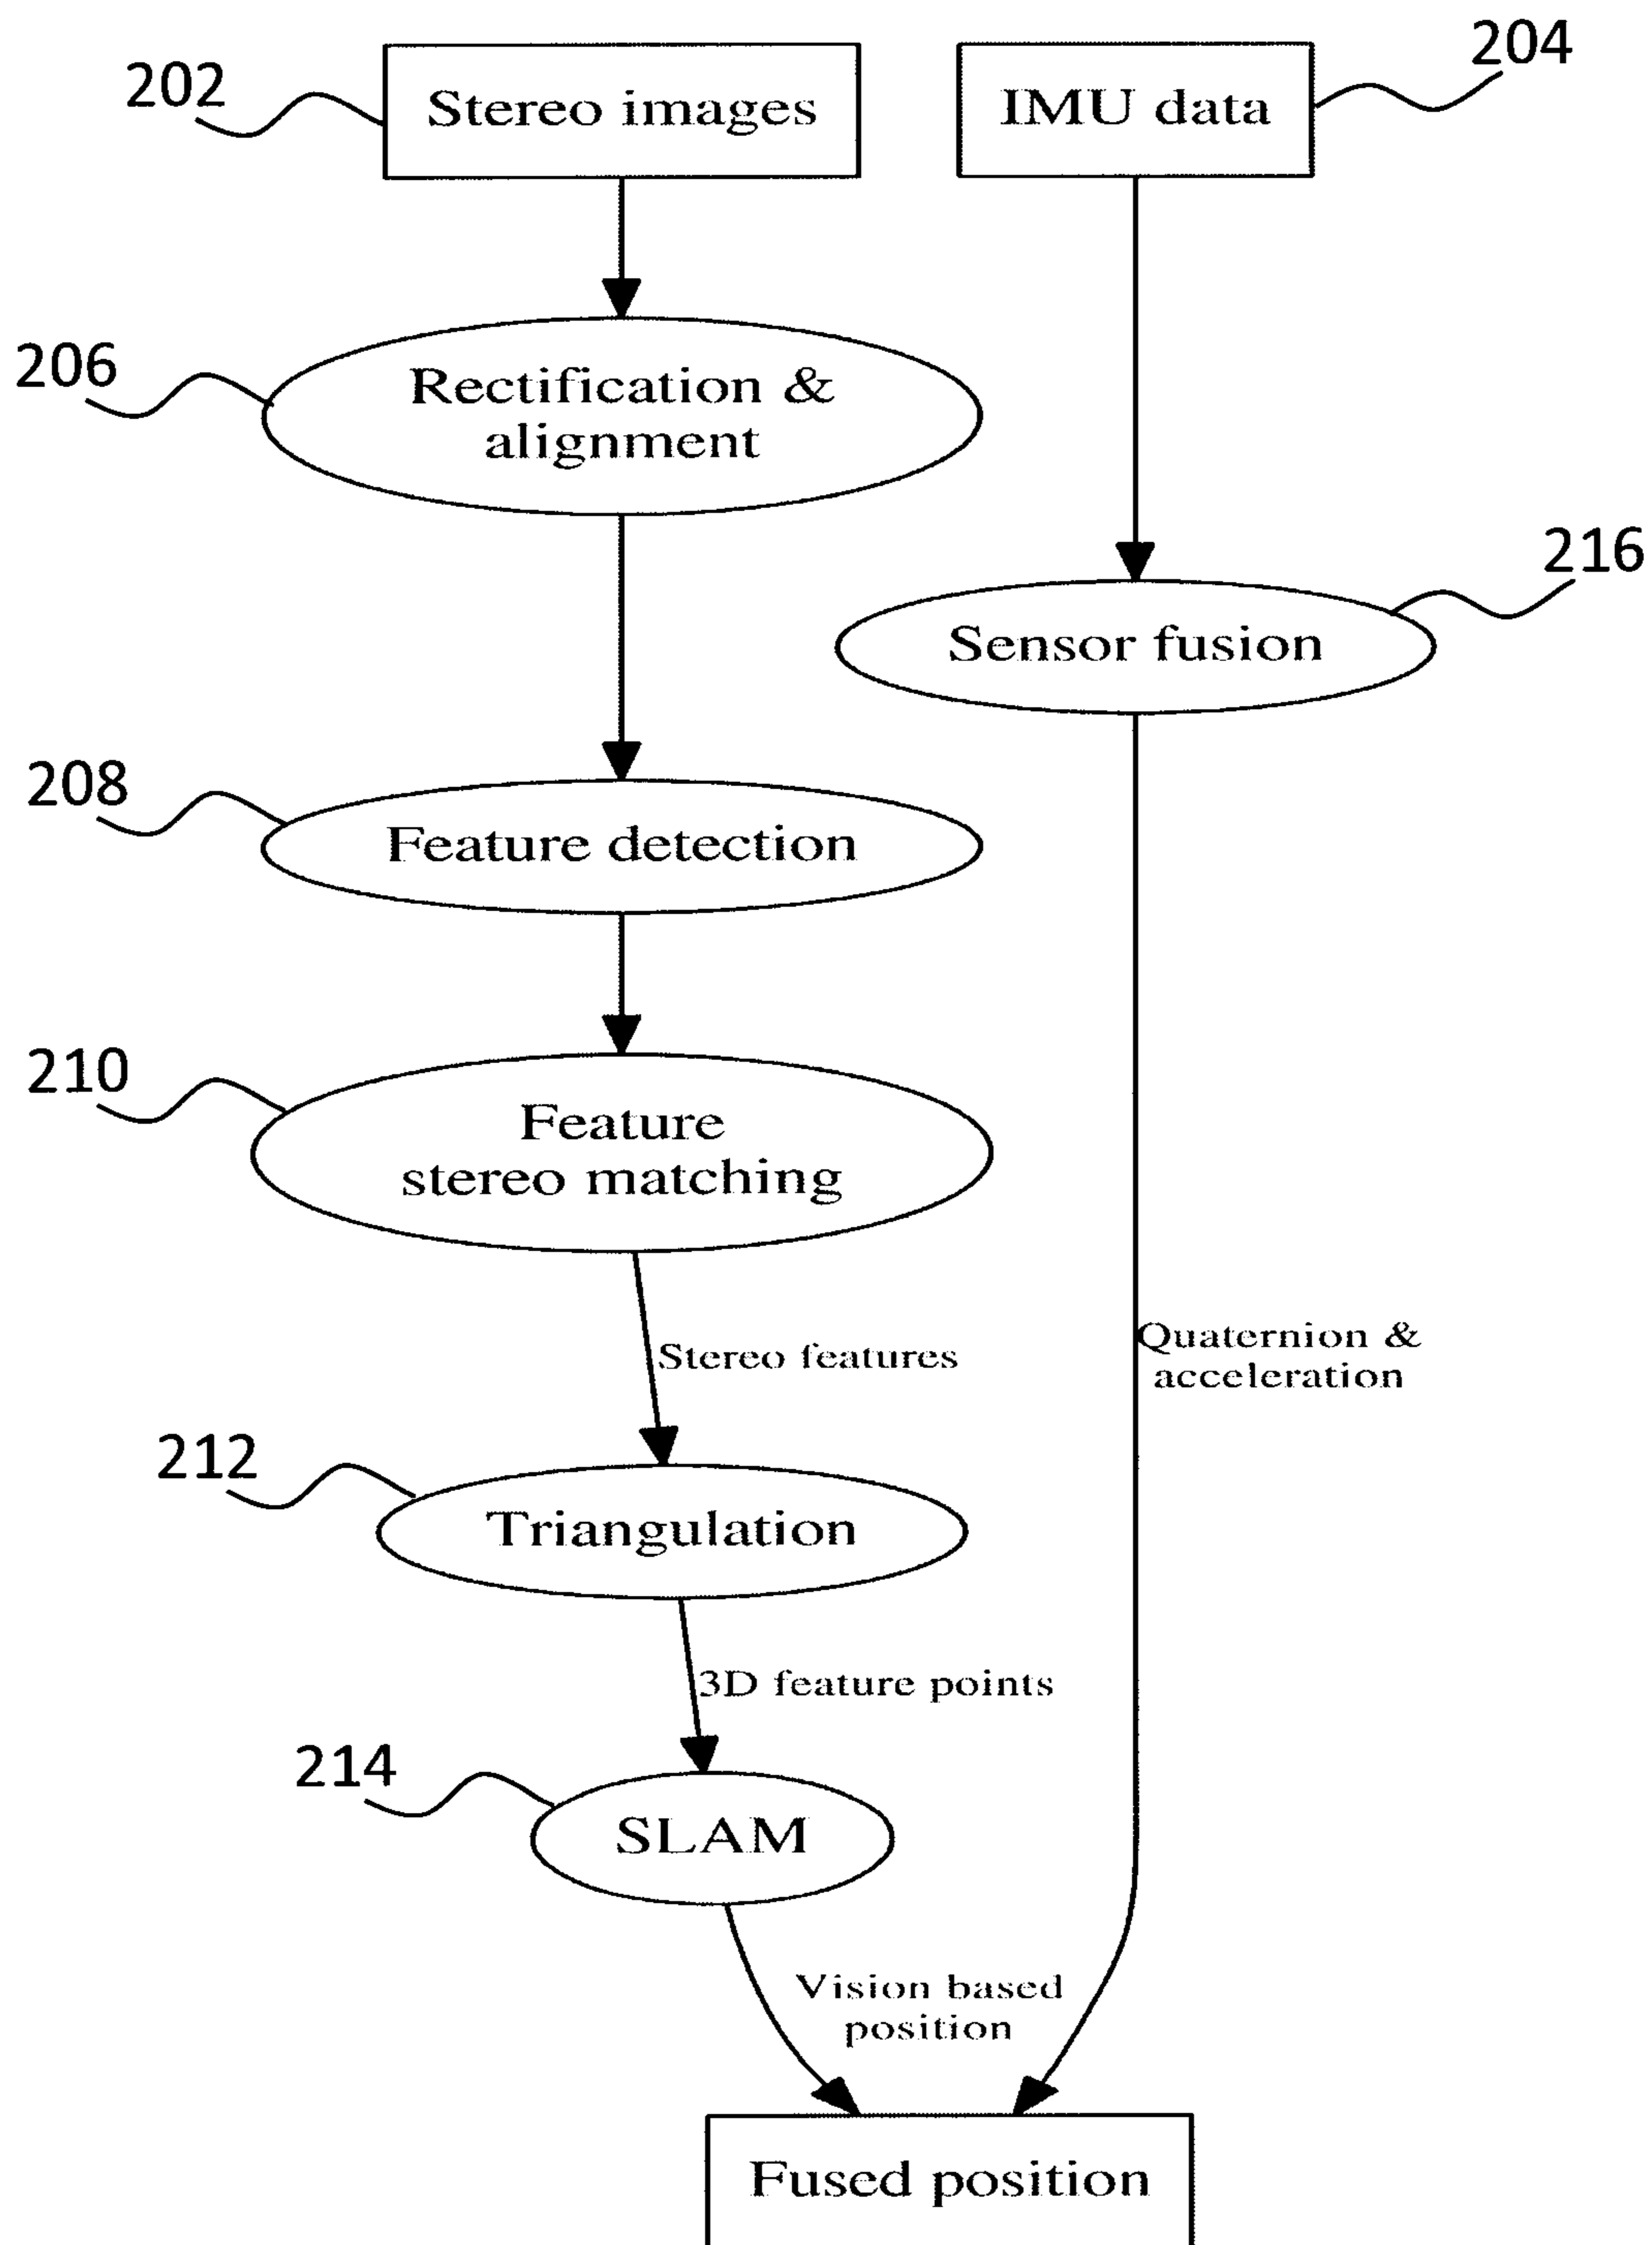 202
Stereo images
IMU data
204
206
Rectification &
alignment
216
Sensor fusion
208
Feature detection
210
Feature
stereo matching
Stereo features
Quaternion &
acceleration
212
Triangulation
3D feature points
214
SLAM
Vision based
position
Fused position